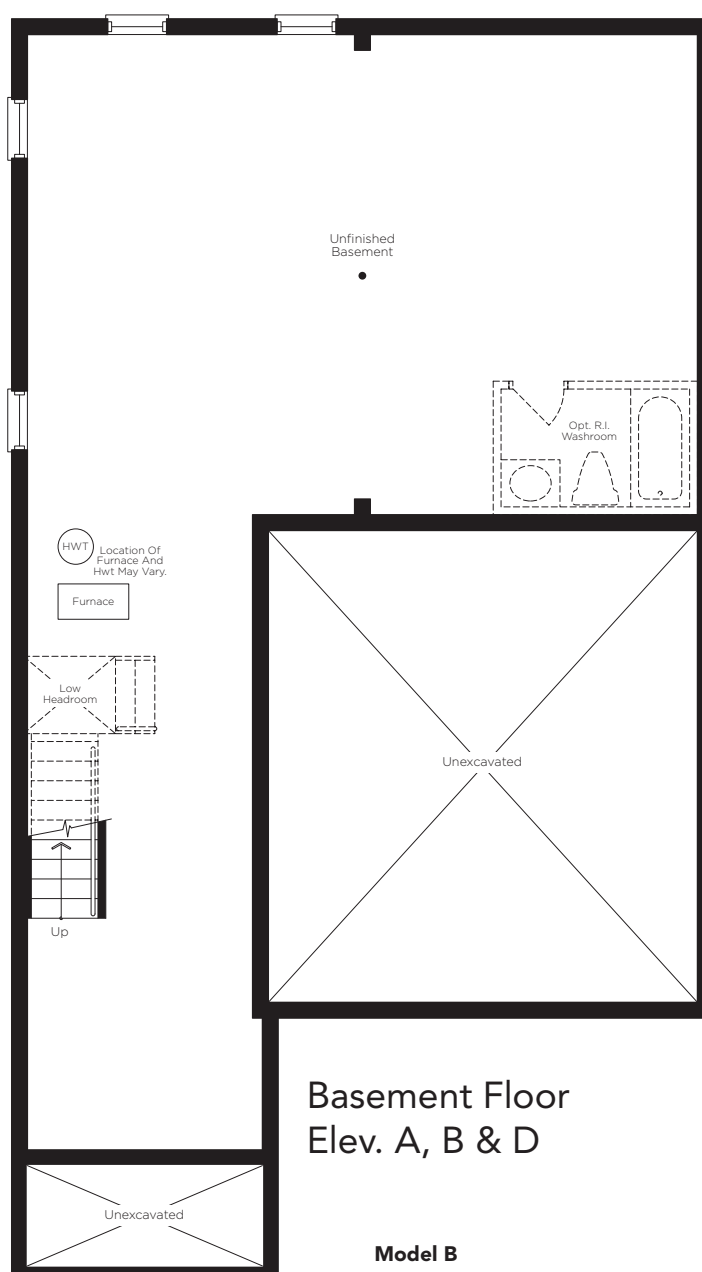 Unfinished
Basement
Opt. R.I.
Washroom
HWT
Location Of
Furnace And
Hwt May Vary.
Furnace
Low
Headroom
Unexcavated
Up
Basement Floor
Elev. A, B & D
Unexcavated
Model B